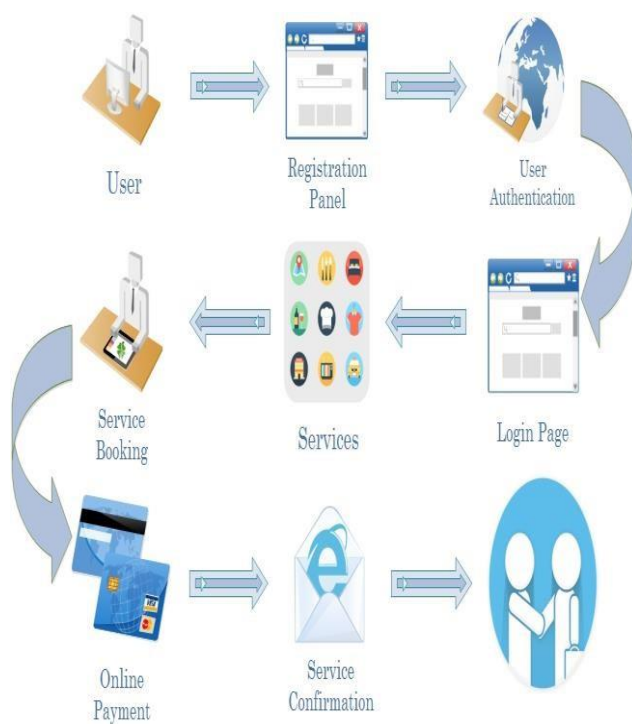 User
Registration
Panel
User
Authentication
Service
Booking
Services
Login Page
Online
Payment
Service
Confirmation